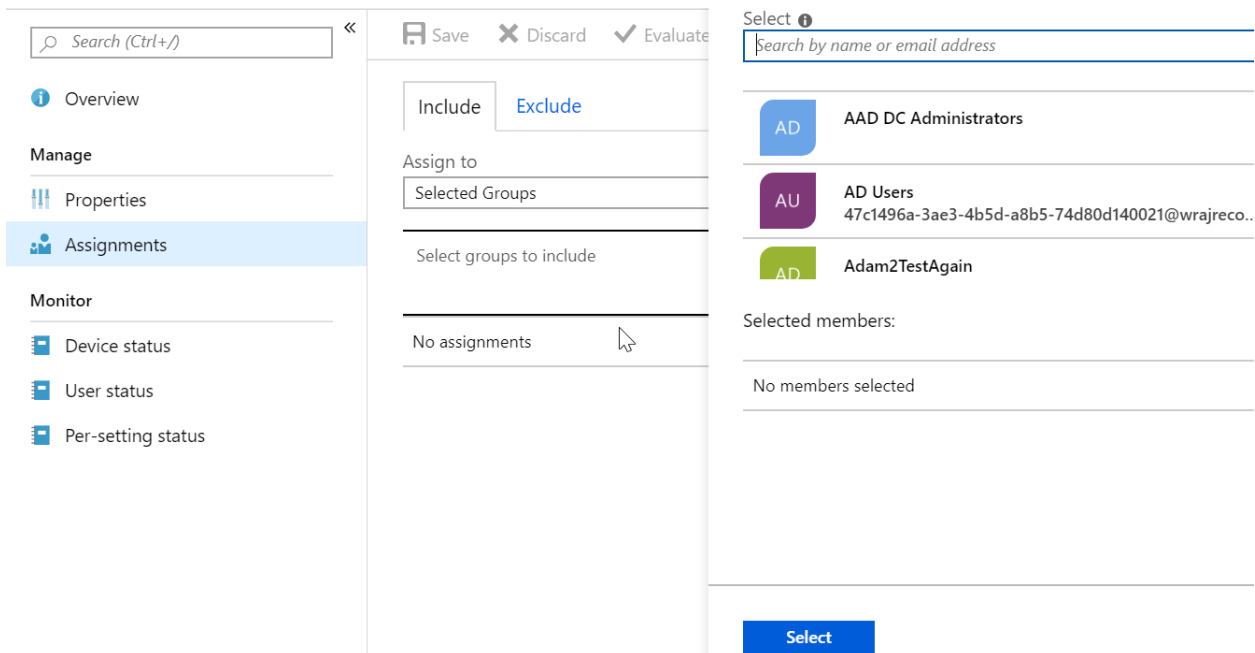 Search (Ctrl+/)
«
Overview
Manage
Properties
Assignments
Monitor
Device status
User status
Per-setting status
Save Discard Evaluate
Include Exclude
Assign to
Selected Groups
Select groups to include
No assignments
Select
Search by name or email address
AD AAD DC Administrators
AU AD Users
47c1496a-3ae3-4b5d-a8b5-74d80d140021@wrajreco..
AD Adam2TestAgain
Selected members:
No members selected
Select